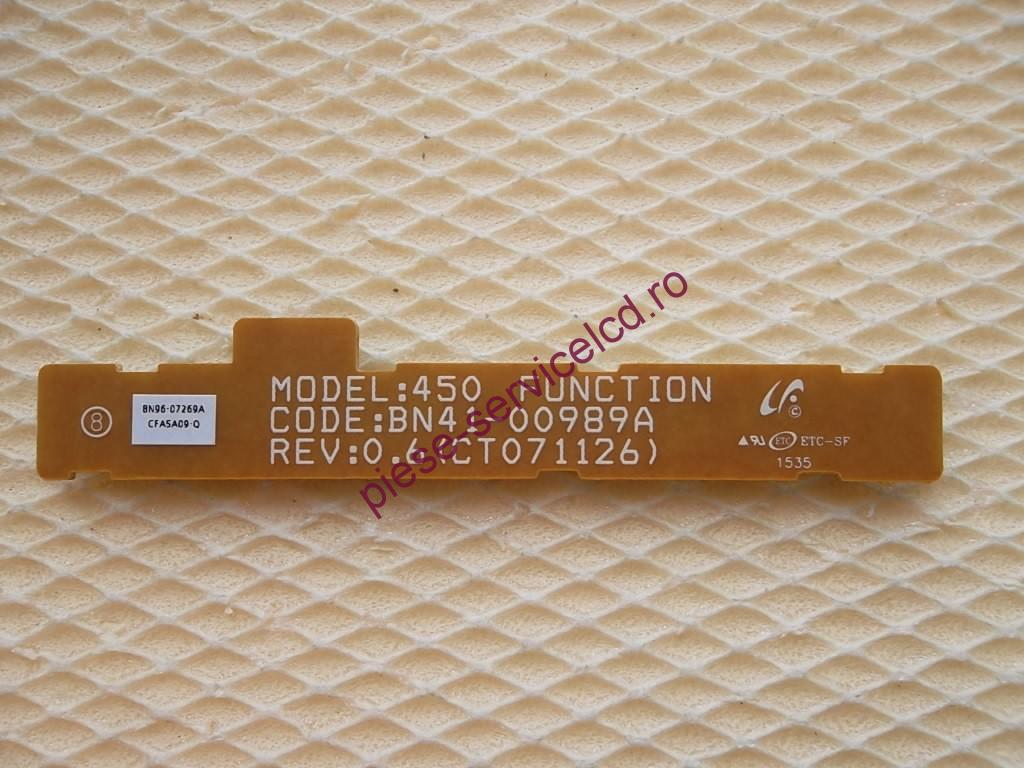 MODEL:450 FUNCTION
CODE:BN41-00989A
REV:0.6(CT071126)
8
BN96-07269A
CFA5A09-Q
©
ETC ETC-SF
1535
piese-servicelcd.ro